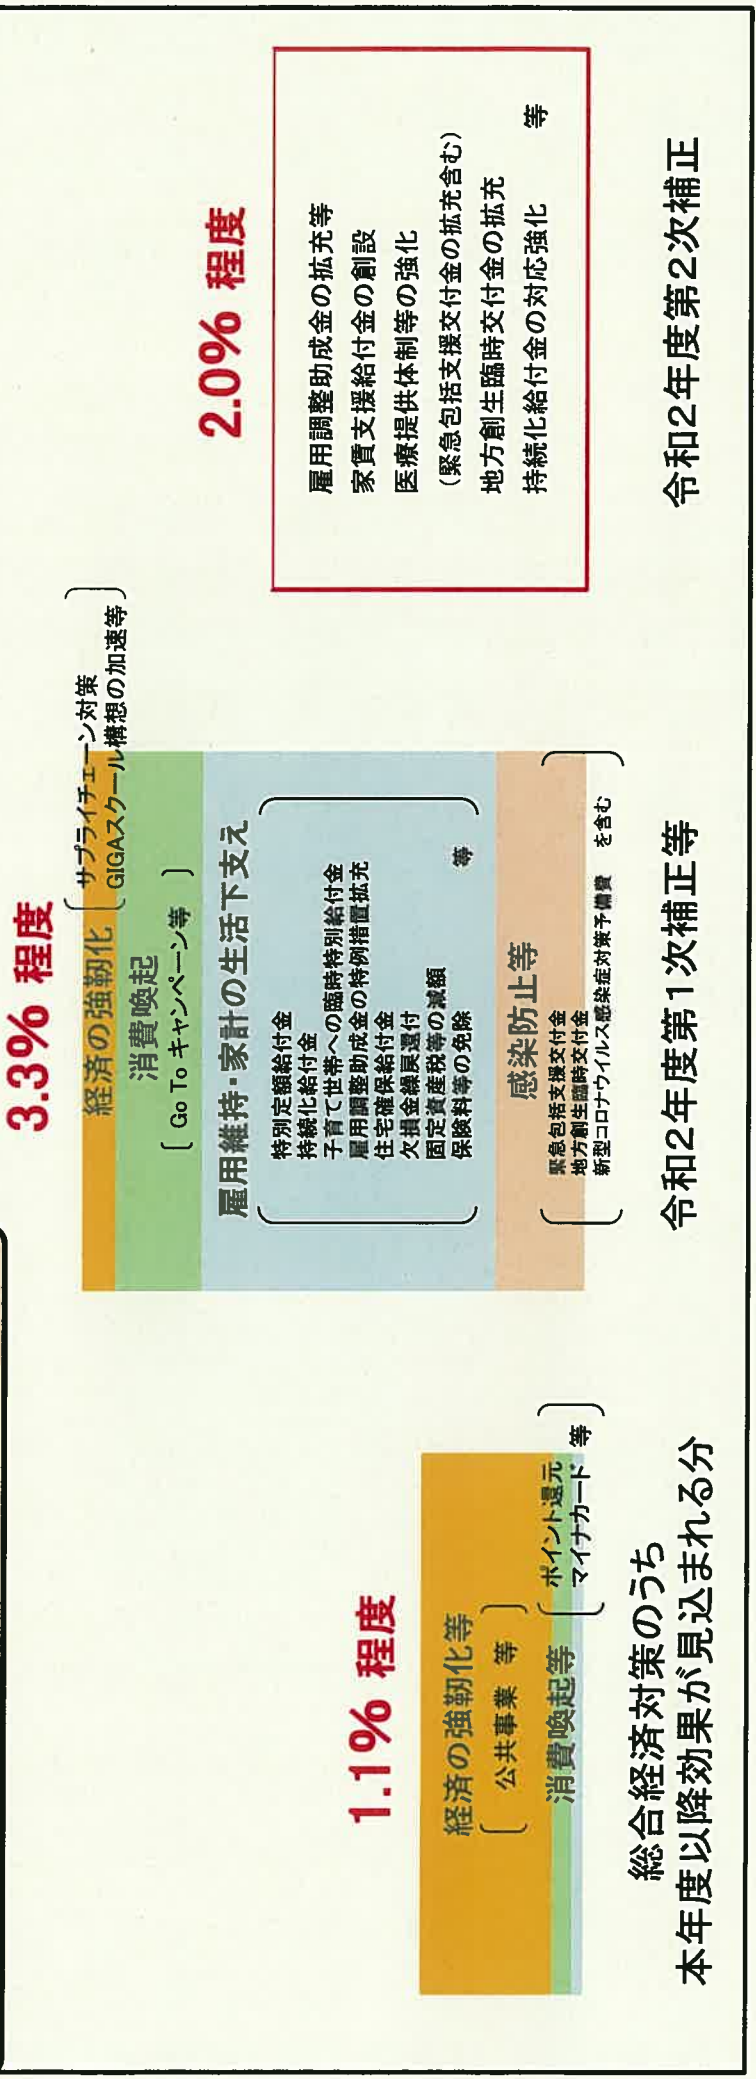 1.1% 程度
経済の強靭化等
公共事業 等
消費喚起等
ポイント還元
マイナカード 等
総合経済対策のうち
本年度以降効果が見込まれる分
3.3% 程度
経済の強靭化
サプライチェーン対策
GIGAスクール構想の加速等
消費喚起
Go To キャンペーン等
雇用維持・家計の生活下支え
特別定額給付金
持続化給付金
子育て世帯への臨時特別給付金
雇用調整助成金の特例措置拡充
住宅確保給付金
欠損金繰戻還付
固定資産税等の減額
保険料等の免除 等
感染防止等
緊急包括支援交付金
地方創生臨時交付金
新型コロナウイルス感染症対策予備費 を含む
令和2年度第1次補正等
2.0% 程度
雇用調整助成金の拡充等
家賃支援給付金の創設
医療提供体制等の強化
(緊急包括支援交付金の拡充含む)
地方創生臨時交付金の拡充
持続化給付金の対応強化 等
令和2年度第2次補正